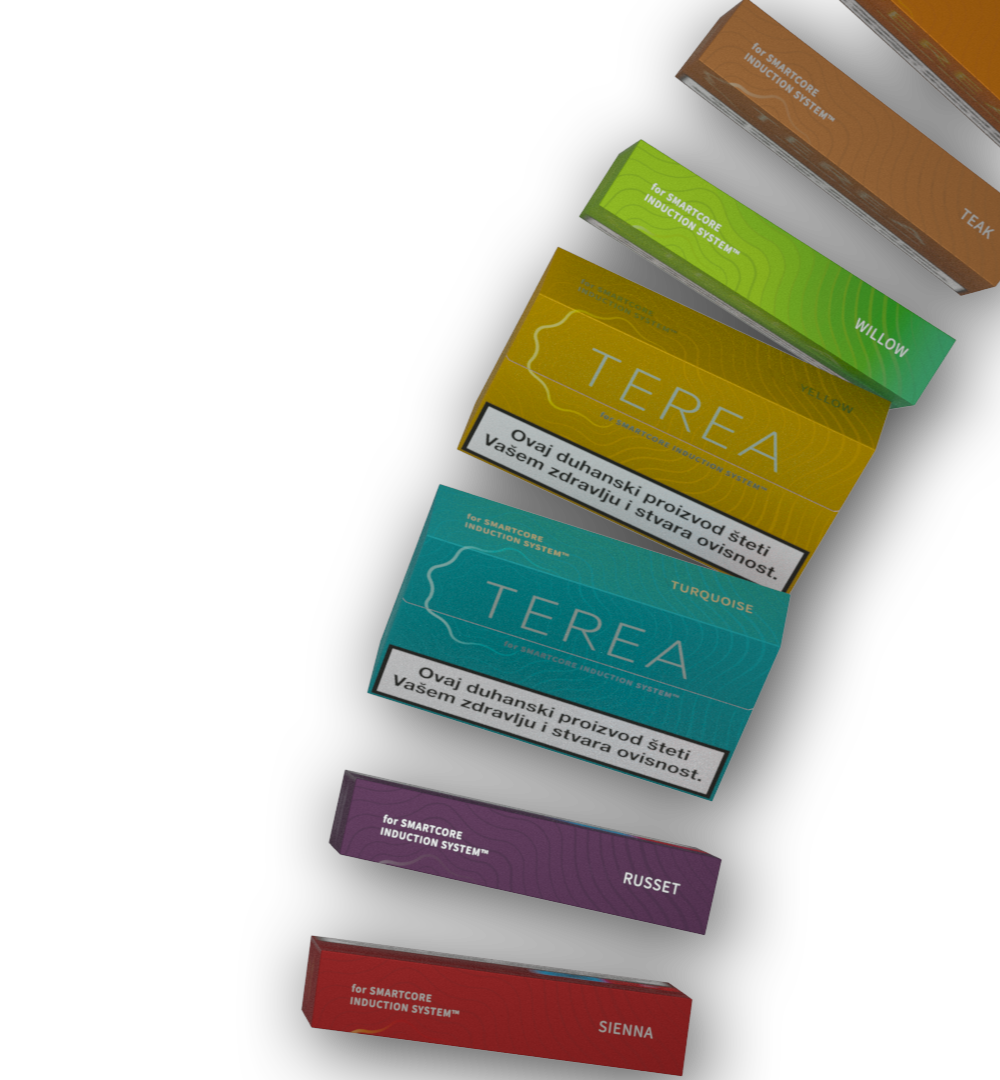 for SMARTCORE
INDUCTION SYSTEM™
TEAK
for SMARTCORE
INDUCTION SYSTEM™
WILLOW
for SMARTCORE
INDUCTION SYSTEM™
YELLOW
TEREA
for SMARTCORE INDUCTION SYSTEM™
Ovaj duhanski proizvod šteti
Vašem zdravlju i stvara ovisnost.
for SMARTCORE
INDUCTION SYSTEM™
TURQUOISE
TEREA
for SMARTCORE INDUCTION SYSTEM™
Ovaj duhanski proizvod šteti
Vašem zdravlju i stvara ovisnost.
for SMARTCORE
INDUCTION SYSTEM™
RUSSET
for SMARTCORE
INDUCTION SYSTEM™
SIENNA